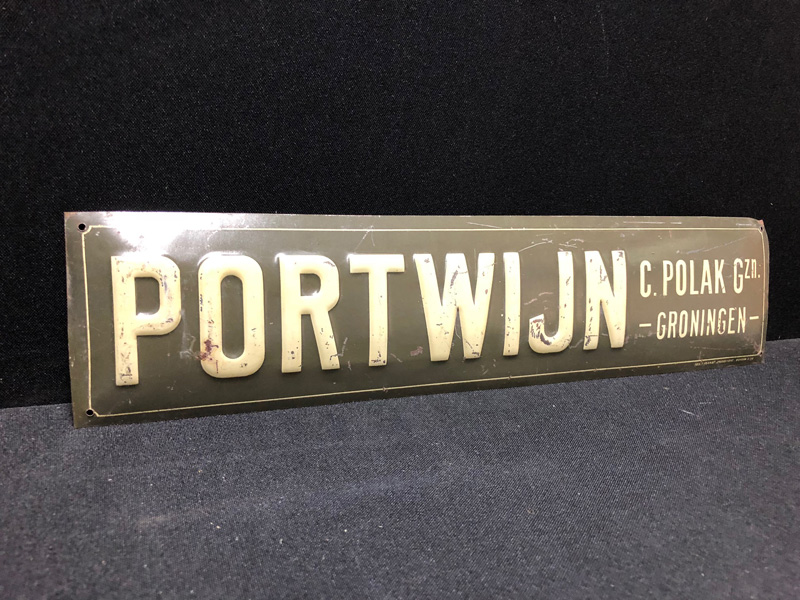 PORTWIJN
C. POLAK Gzn.
-GRONINGEN-